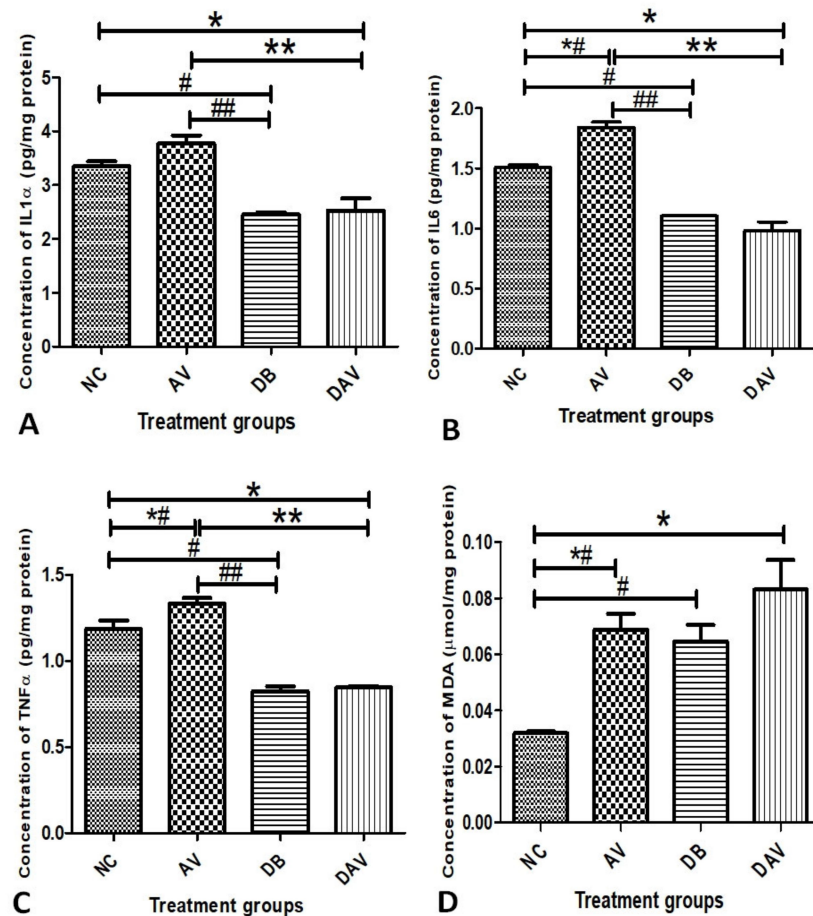 *
**
#
##
Concentration of IL1α (pg/mg protein)
5
4
3
2
1
0
NC
AV
DB
DAV
A
Treatment groups
*
*#
**
#
##
Concentration of IL6 (pg/mg protein)
2.0
1.5
1.0
0.5
0.0
NC
AV
DB
DAV
B
Treatment groups
*
*#
**
#
##
Concentration of TNFα (pg/mg protein)
1.5
1.0
0.5
0.0
NC
AV
DB
DAV
C
Treatment groups
*
*#
#
Concentration of MDA (μmol/mg protein)
0.10
0.08
0.06
0.04
0.02
0.00
NC
AV
DB
DAV
D
Treatment groups